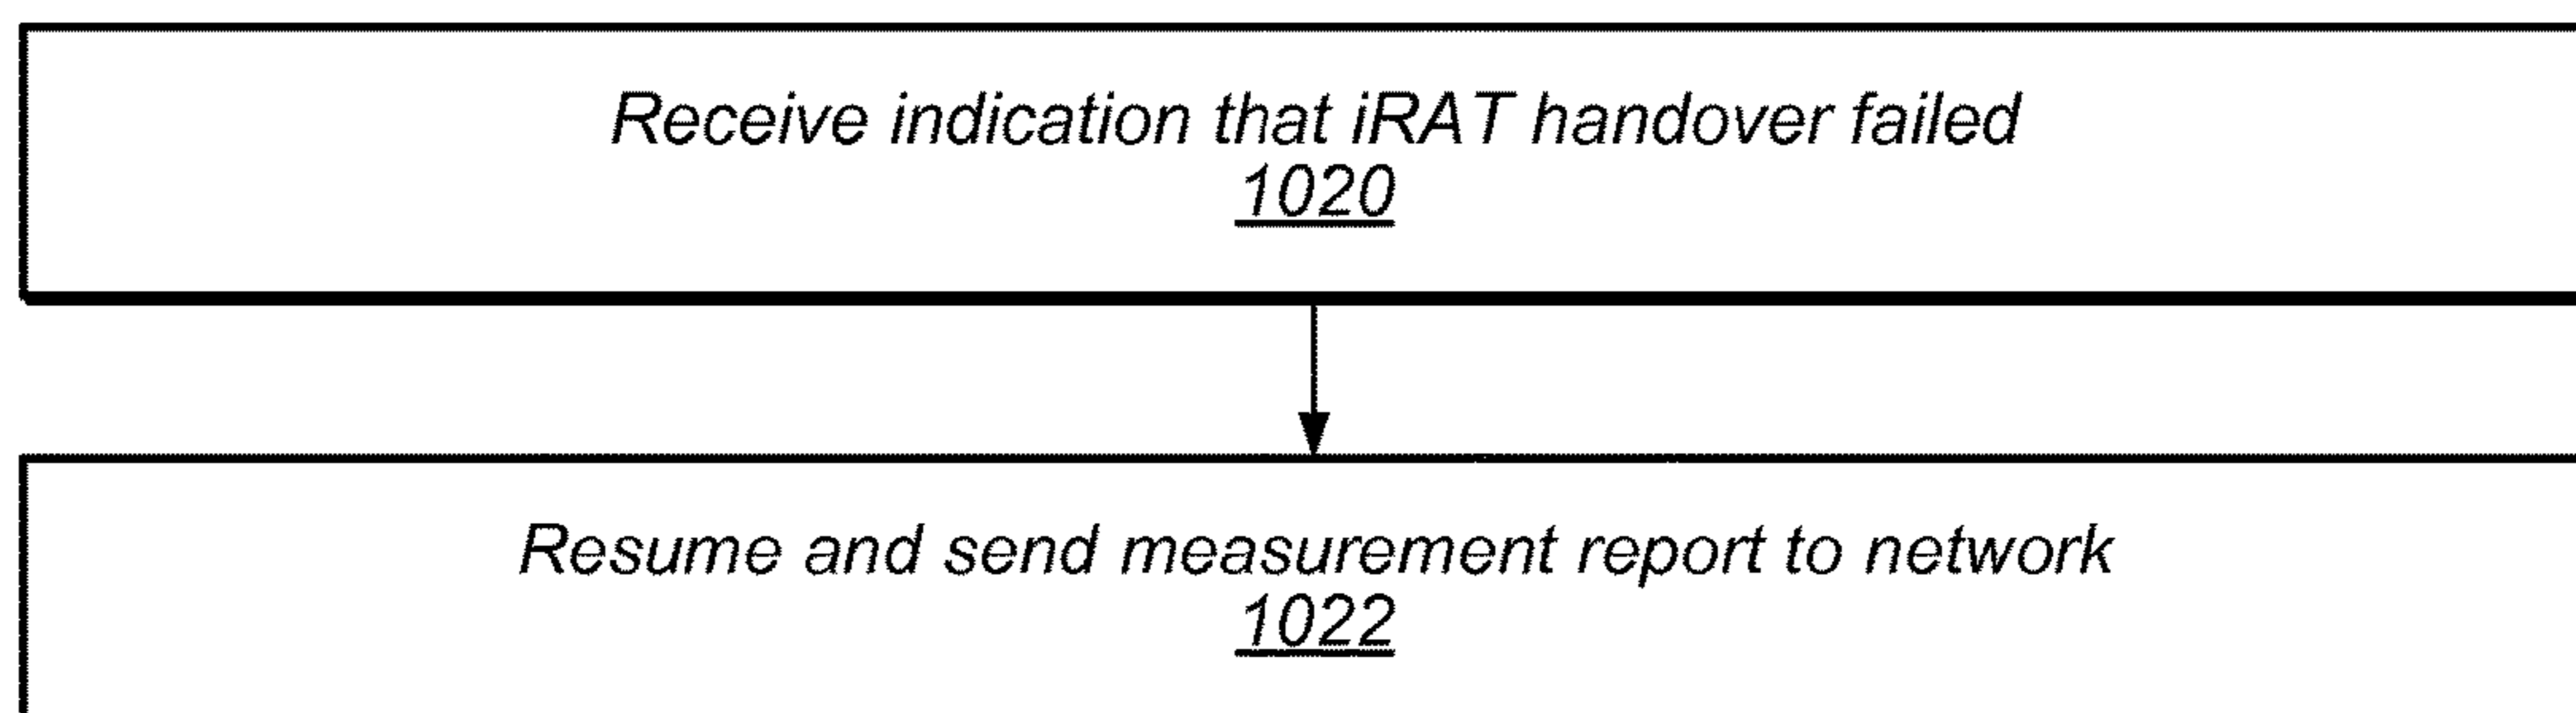 Receive indication that iRAT handover failed
1020
Resume and send measurement report to network
1022